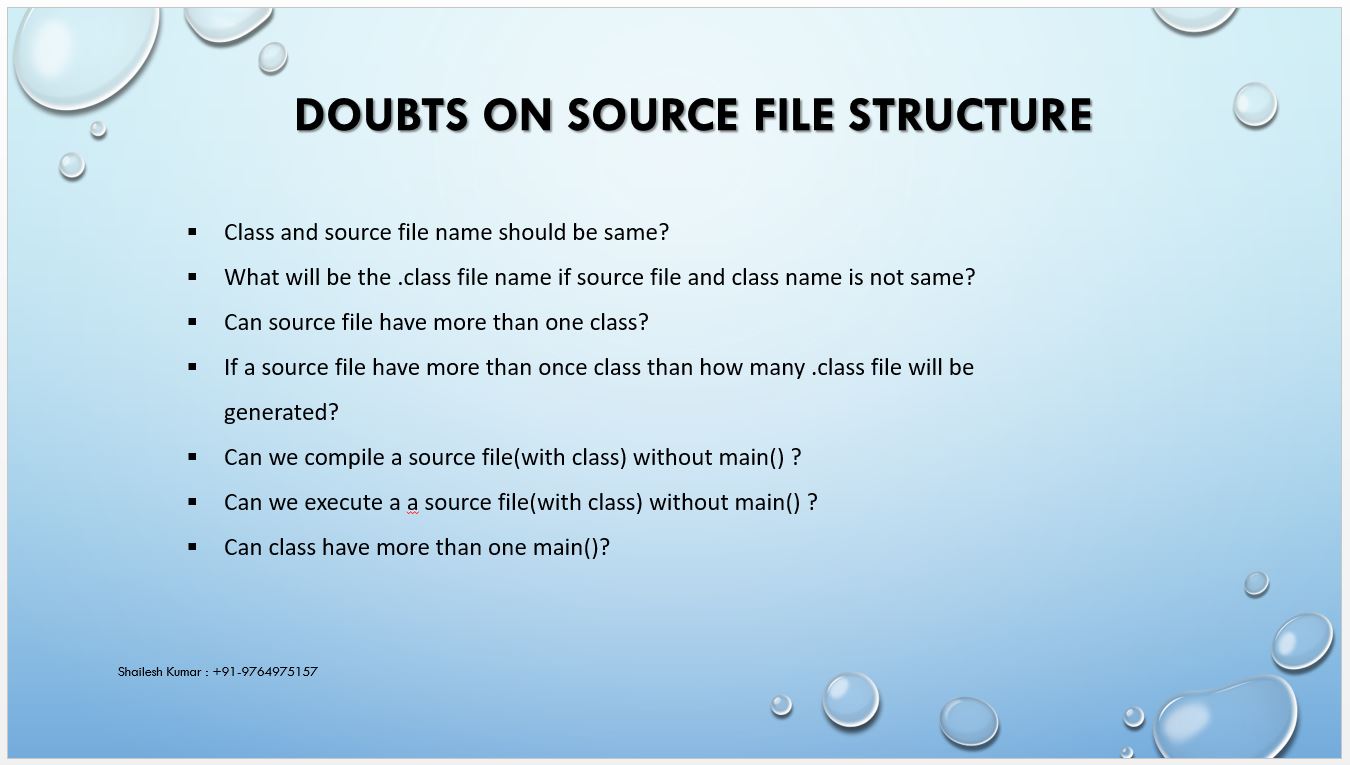 DOUBTS ON SOURCE FILE STRUCTURE
▪ Class and source file name should be same?
▪ What will be the .class file name if source file and class name is not same?
▪ Can source file have more than one class?
▪ If a source file have more than once class than how many .class file will be
generated?
▪ Can we compile a source file(with class) without main() ?
▪ Can we execute a a source file(with class) without main() ?
▪ Can class have more than one main()?
Shailesh Kumar : +91-9764975157